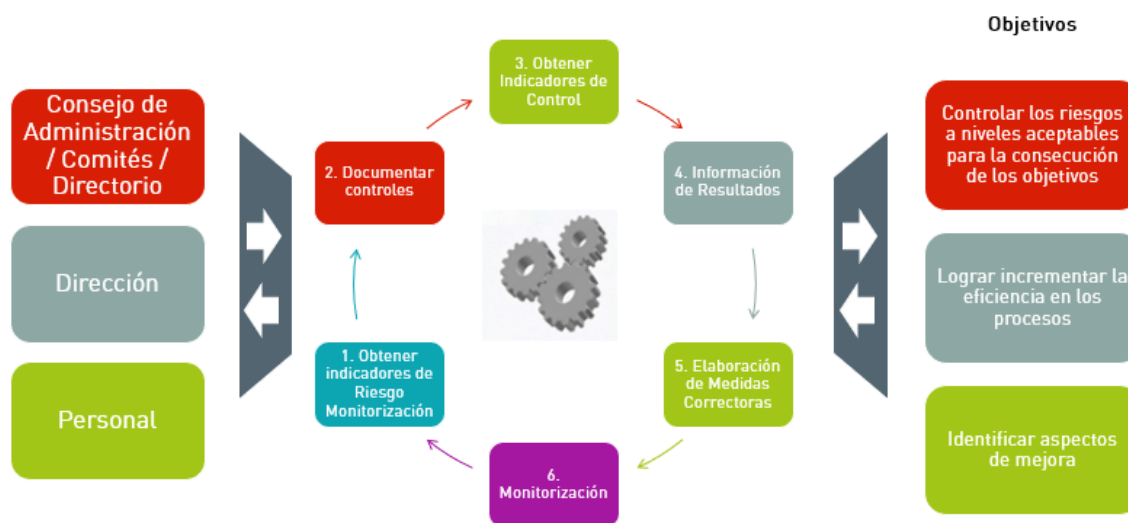 Objetivos
Consejo de
Administración
/ Comités /
Directorio
Dirección
Personal
1. Obtener
indicadores de
Riesgo
Monitorización
2. Documentar
controles
3. Obtener
Indicadores de
Control
4. Información
de Resultados
5. Elaboración
de Medidas
Correctoras
6.
Monitorización
Controlar los riesgos
a niveles aceptables
para la consecución
de los objetivos
Lograr incrementar la
eficiencia en los
procesos
Identificar aspectos
de mejora